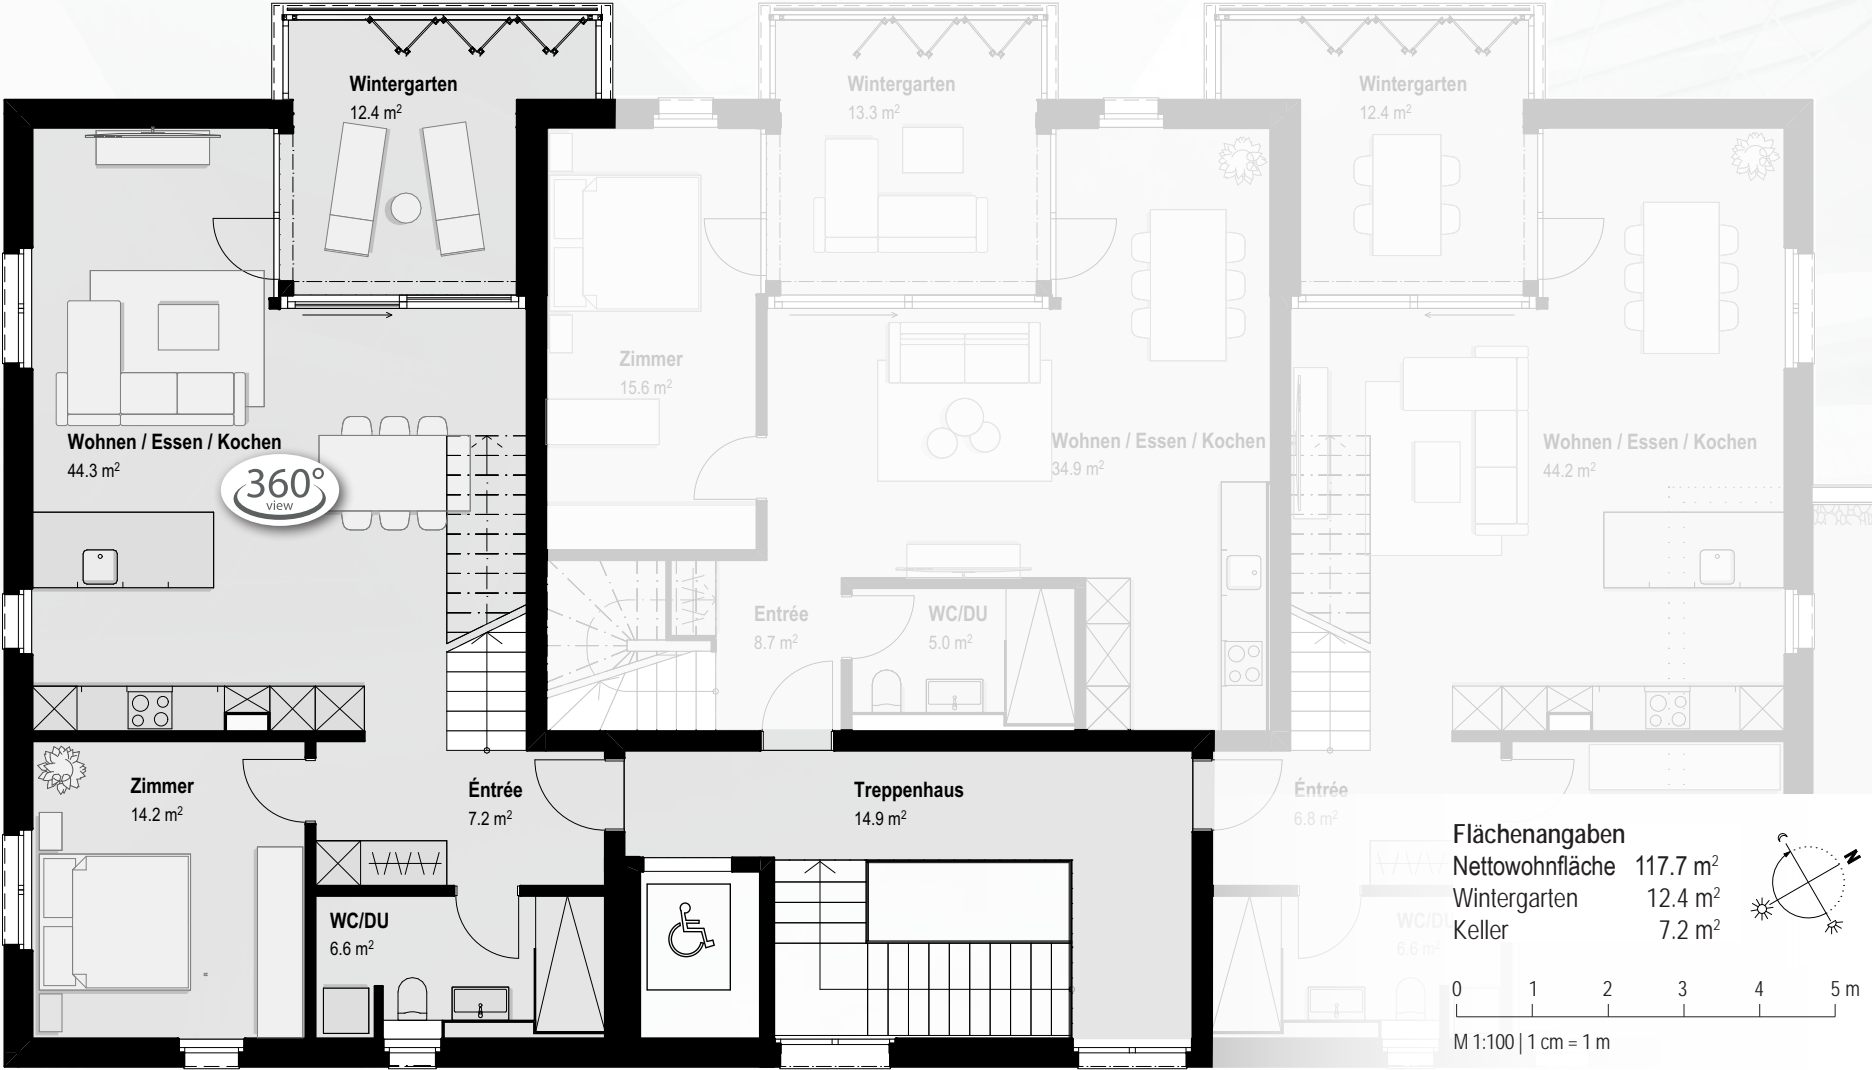 Wintergarten
12.4 m²
Wintergarten
13.3 m²
Wintergarten
12.4 m²
Zimmer
15.6 m²
Wohnen / Essen / Kochen
44.3 m²
360°
view
Wohnen / Essen / Kochen
34.9 m²
Wohnen / Essen / Kochen
44.2 m²
Entrée
8.7 m²
WC/DU
5.0 m²
Zimmer
14.2 m²
Éntrée
7.2 m²
Treppenhaus
14.9 m²
Éntrée
6.8 m²
WC/DU
6.6 m²
WC/DU
6.6 m²
Flächenangaben
Nettowohnfläche 117.7 m²
Wintergarten 12.4 m²
Keller 7.2 m²
N
0 1 2 3 4 5 m
M 1:100 | 1 cm = 1 m